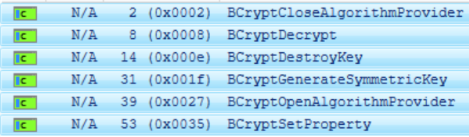 N/A 2 (0x0002) BCryptCloseAlgorithmProvider
N/A 8 (0x0008) BCryptDecrypt
N/A 14 (0x000e) BCryptDestroyKey
N/A 31 (0x001f) BCryptGenerateSymmetricKey
N/A 39 (0x0027) BCryptOpenAlgorithmProvider
N/A 53 (0x0035) BCryptSetProperty